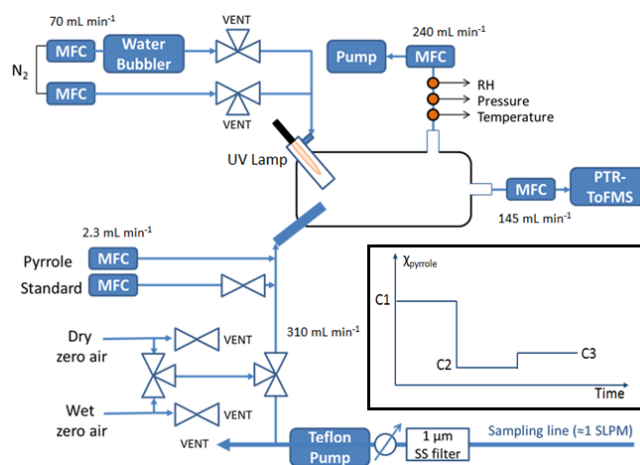 70 mL min-1
MFC
Water
Bubbler
VENT
N2
MFC
VENT
UV Lamp
240 mL min-1
Pump
MFC
RH
Pressure
Temperature
MFC
PTR-
ToFMS
145 mL min-1
2.3 mL min-1
Pyrrole
MFC
Standard
MFC
310 mL min-1
Dry
zero air
VENT
Wet
zero air
VENT
VENT
Teflon
Pump
1 µm
SS filter
Sampling line (≈1 SLPM)
χpyrrole
C1
C2
C3
Time